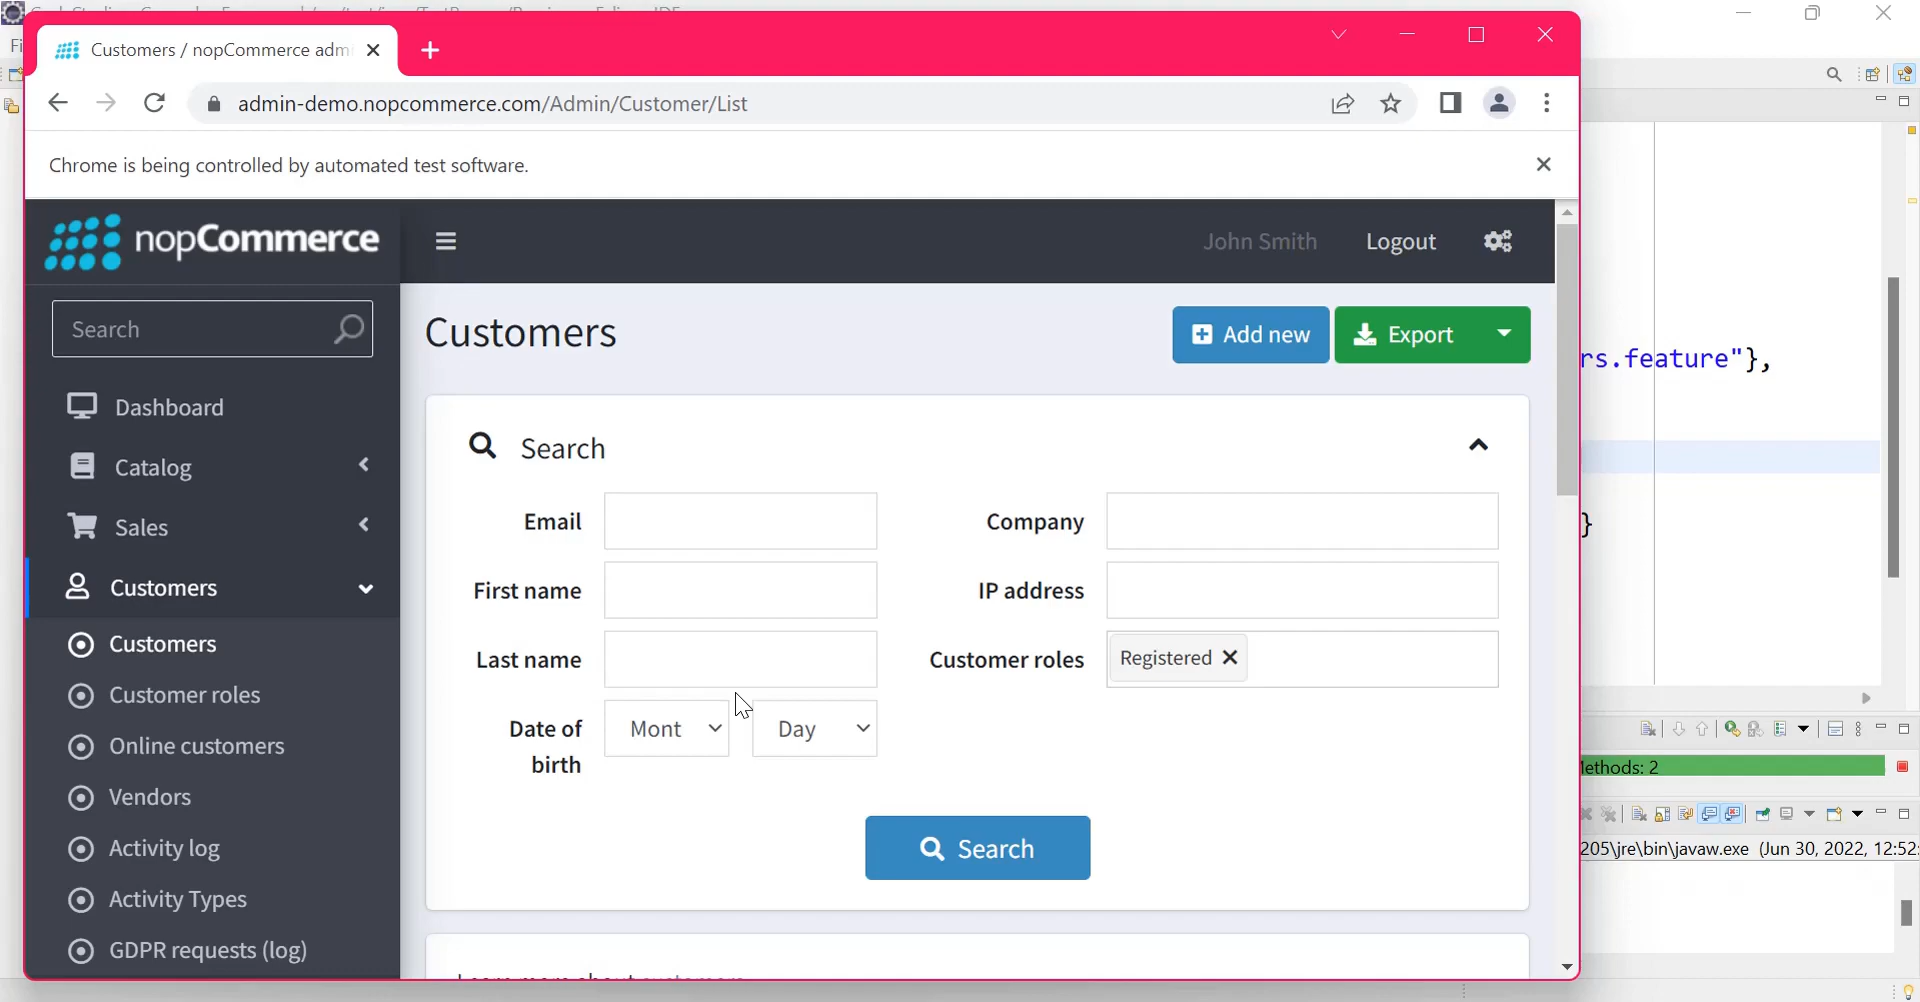 Fi
Customers / nopCommerce adm
admin-demo.nopcommerce.com/Admin/Customer/List
Chrome is being controlled by automated test software.
nopCommerce
John Smith
Logout
Search
Customers
Add new
Export
Dashboard
Catalog
Sales
Customers
Customers
Customer roles
Online customers
Vendors
Activity log
Activity Types
GDPR requests (log)
Search
Email
Company
First name
IP address
Last name
Customer roles
Registered
Date of
birth
Mont
Day
Search
rs.feature"},
}
ethods: 2
205\jre\bin\javaw.exe (Jun 30, 2022, 12:52: